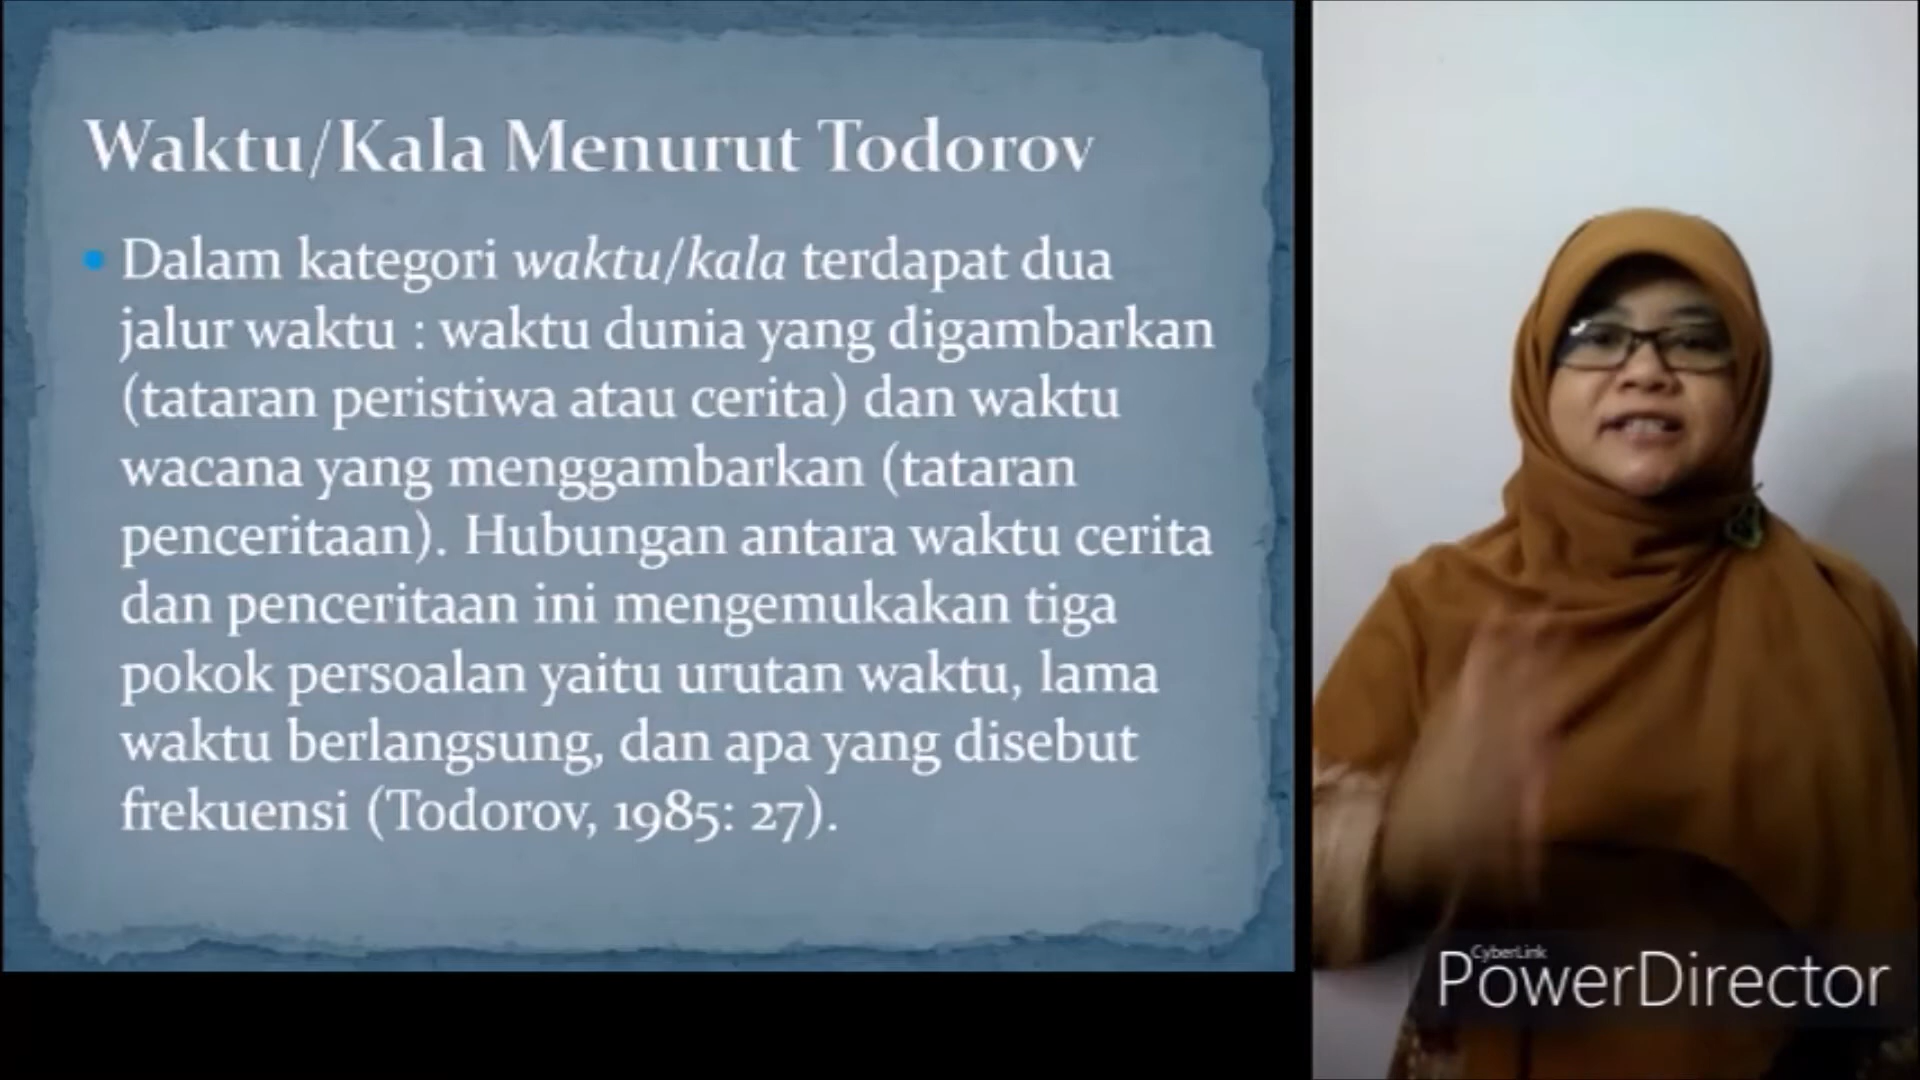 Waktu/Kala Menurut Todorov
• Dalam kategori waktu/kala terdapat dua
jalur waktu : waktu dunia yang digambarkan
(tataran peristiwa atau cerita) dan waktu
wacana yang menggambarkan (tataran
penceritaan). Hubungan antara waktu cerita
dan penceritaan ini mengemukakan tiga
pokok persoalan yaitu urutan waktu, lama
waktu berlangsung, dan apa yang disebut
frekuensi (Todorov, 1985: 27).
CyberLink
PowerDirector